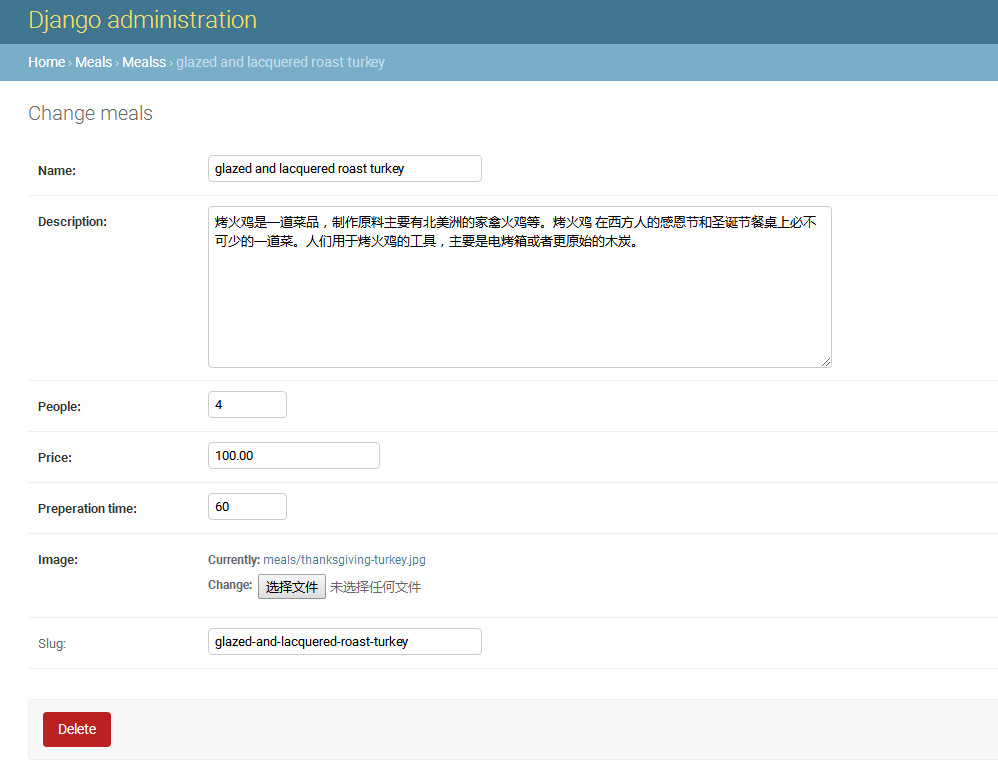 Django administration
Home › Meals › Mealss › glazed and lacquered roast turkey
Change meals
Name: glazed and lacquered roast turkey
Description: 烤火鸡是一道菜品，制作原料主要有北美洲的家禽火鸡等。烤火鸡 在西方人的感恩节和圣诞节餐桌上必不
可少的一道菜。人们用于烤火鸡的工具，主要是电烤箱或者更原始的木炭。
People: 4
Price: 100.00
Preperation time: 60
Image: Currently: meals/thanksgiving-turkey.jpg
Change: 选择文件 未选择任何文件
Slug: glazed-and-lacquered-roast-turkey
Delete